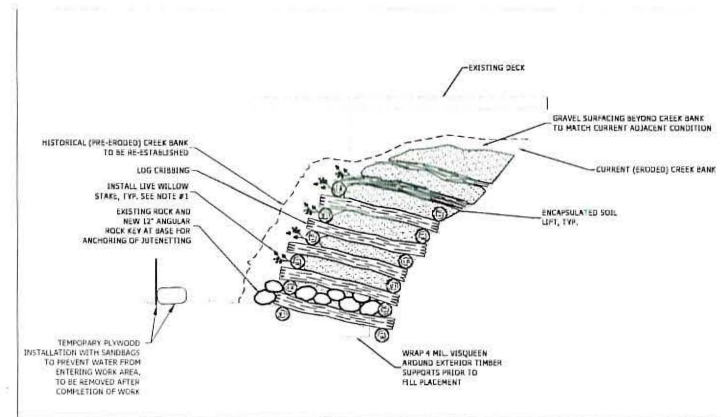 EXISTING DECK
GRAVEL SURFACING BEYOND CREEK BANK
TO MATCH CURRENT ADJACENT CONDITION
CURRENT (ERODED) CREEK BANK
ENCAPSULATED SOIL
LIFT, TYP.
HISTORICAL (PRE-ERODED) CREEK BANK
TO BE RE-ESTABLISHED
LOG CRIBBING
INSTALL LIVE WILLOW
STAKE, TYP. SEE NOTE #1
EXISTING ROCK AND
NEW 12" ANGULAR
ROCK KEY AT BASE FOR
ANCHORING OF JUTENETTING
TEMPORARY PLYWOOD
INSTALLATION WITH SANDBAGS
TO PREVENT WATER FROM
ENTERING WORK AREA,
TO BE REMOVED AFTER
COMPLETION OF WORK
WRAP 4 MIL. VISQUEEN
AROUND EXTERIOR TIMBER
SUPPORTS PRIOR TO
FILL PLACEMENT